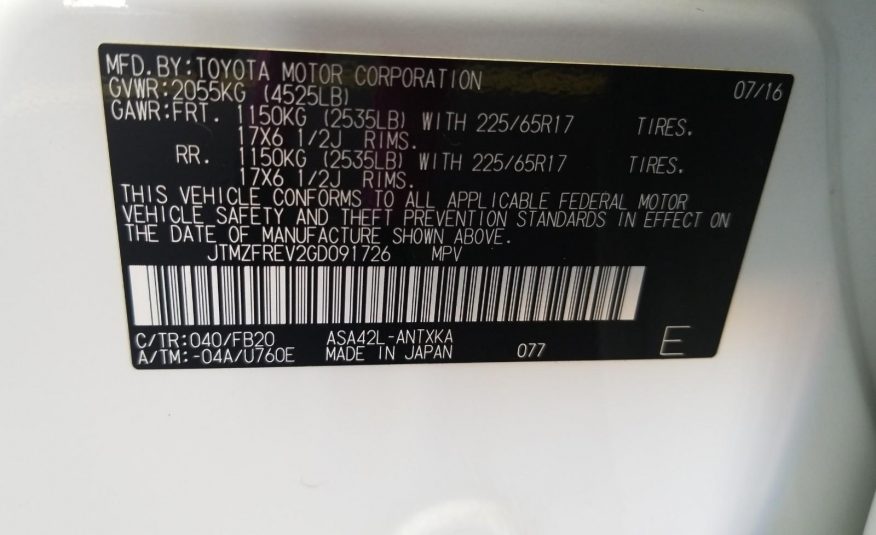 MFD.BY:TOYOTA MOTOR CORPORATION 07/16
GVWR:2055KG (4525LB)
GAWR:FRT. 1150KG (2535LB) WITH 225/65R17 TIRES.
17X6 1/2J RIMS.
RR. 1150KG (2535LB) WITH 225/65R17 TIRES.
17X6 1/2J RIMS.
THIS VEHICLE CONFORMS TO ALL APPLICABLE FEDERAL MOTOR
VEHICLE SAFETY AND THEFT PREVENTION STANDARDS IN EFFECT ON
THE DATE OF MANUFACTURE SHOWN ABOVE.
JTMZFREV2GD091726 MPV
C/TR:040/FB20 ASA42L-ANTXKA
A/TM:-04A/U760E MADE IN JAPAN 077 E